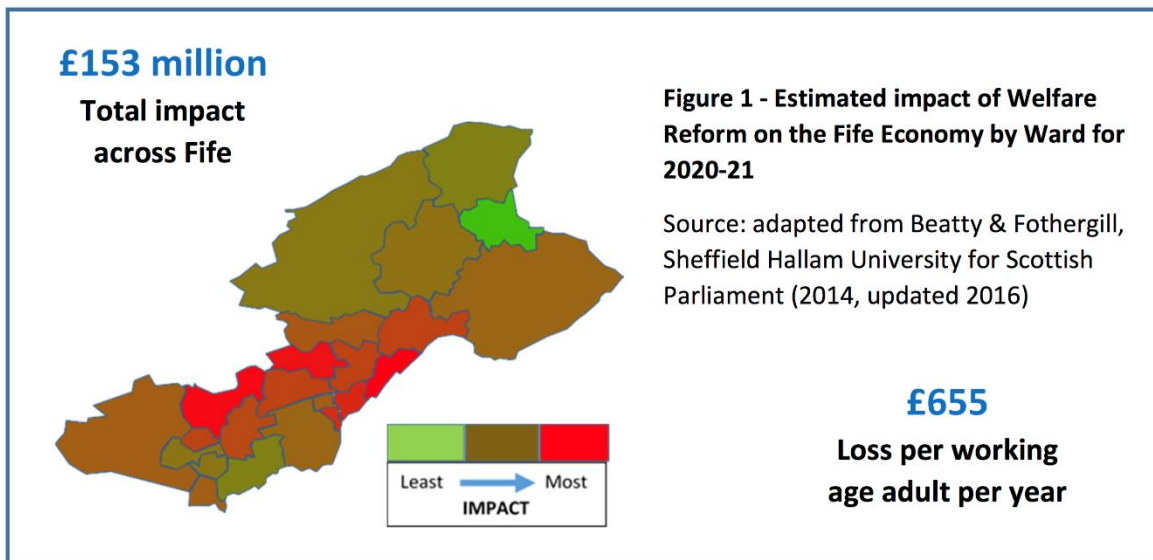 £153 million
Total impact
across Fife
Figure 1 - Estimated impact of Welfare
Reform on the Fife Economy by Ward for
2020-21
Source: adapted from Beatty & Fothergill,
Sheffield Hallam University for Scottish
Parliament (2014, updated 2016)
Least Most
IMPACT
£655
Loss per working
age adult per year